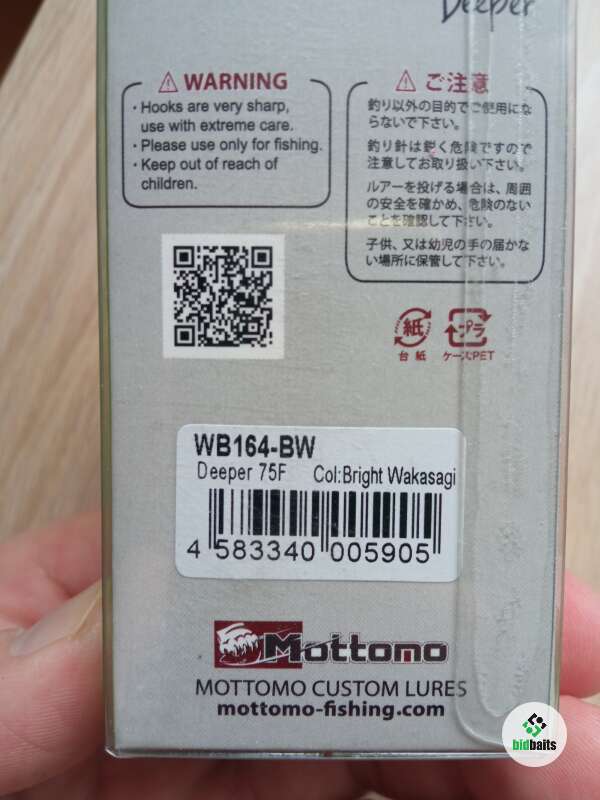 Deeper
⚠ WARNING
・Hooks are very sharp,
use with extreme care.
・Please use only for fishing.
・Keep out of reach of
children.
⚠ ご注意
釣り以外の目的でご使用にな
らないで下さい。
釣り針は鋭く危険ですので
注意してお取り扱い下さい。
ルアーを投げる場合は、周囲
の安全を確かめ、危険のない
ことを確認して下さい。
子供、又は幼児の手の届かな
い場所に保管して下さい。
紙
台紙
プラ
ケースPET
WB164-BW
Deeper 75F Col:Bright Wakasagi
4 583340 005905
Mottomo
MOTTOMO CUSTOM LURES
mottomo-fishing.com
bidbaits